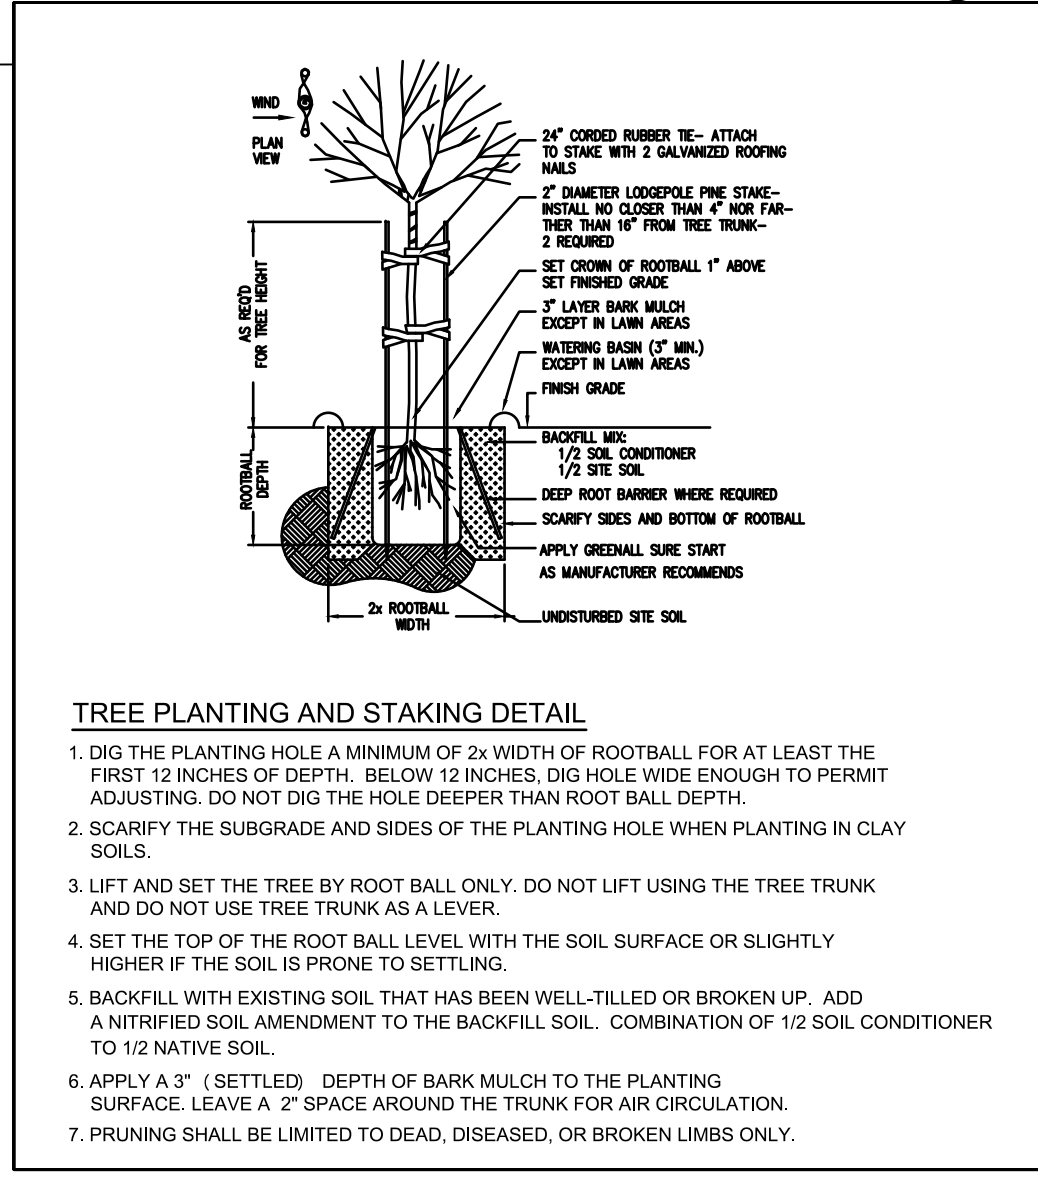 WIND
PLAN
VIEW
24" CORDED RUBBER TIE– ATTACH
TO STAKE WITH 2 GALVANIZED ROOFING
NAILS
2" DIAMETER LODGEPOLE PINE STAKE–
INSTALL NO CLOSER THAN 4" NOR FAR–
THER THAN 16" FROM TREE TRUNK–
2 REQUIRED
SET CROWN OF ROOTBALL 1" ABOVE
SET FINISHED GRADE
3" LAYER BARK MULCH
EXCEPT IN LAWN AREAS
WATERING BASIN (3" MIN.)
EXCEPT IN LAWN AREAS
FINISH GRADE
AS REQ'D
FOR TREE HEIGHT
ROOTBALL
DEPTH
BACKFILL MIX:
1/2 SOIL CONDITIONER
1/2 SITE SOIL
DEEP ROOT BARRIER WHERE REQUIRED
SCARIFY SIDES AND BOTTOM OF ROOTBALL
APPLY GREENALL SURE START
AS MANUFACTURER RECOMMENDS
2x ROOTBALL
WIDTH
UNDISTURBED SITE SOIL
TREE PLANTING AND STAKING DETAIL
1. DIG THE PLANTING HOLE A MINIMUM OF 2x WIDTH OF ROOTBALL FOR AT LEAST THE
FIRST 12 INCHES OF DEPTH. BELOW 12 INCHES, DIG HOLE WIDE ENOUGH TO PERMIT
ADJUSTING. DO NOT DIG THE HOLE DEEPER THAN ROOT BALL DEPTH.
2. SCARIFY THE SUBGRADE AND SIDES OF THE PLANTING HOLE WHEN PLANTING IN CLAY
SOILS.
3. LIFT AND SET THE TREE BY ROOT BALL ONLY. DO NOT LIFT USING THE TREE TRUNK
AND DO NOT USE TREE TRUNK AS A LEVER.
4. SET THE TOP OF THE ROOT BALL LEVEL WITH THE SOIL SURFACE OR SLIGHTLY
HIGHER IF THE SOIL IS PRONE TO SETTLING.
5. BACKFILL WITH EXISTING SOIL THAT HAS BEEN WELL-TILLED OR BROKEN UP. ADD
A NITRIFIED SOIL AMENDMENT TO THE BACKFILL SOIL. COMBINATION OF 1/2 SOIL CONDITIONER
TO 1/2 NATIVE SOIL.
6. APPLY A 3" (SETTLED) DEPTH OF BARK MULCH TO THE PLANTING
SURFACE. LEAVE A 2" SPACE AROUND THE TRUNK FOR AIR CIRCULATION.
7. PRUNING SHALL BE LIMITED TO DEAD, DISEASED, OR BROKEN LIMBS ONLY.